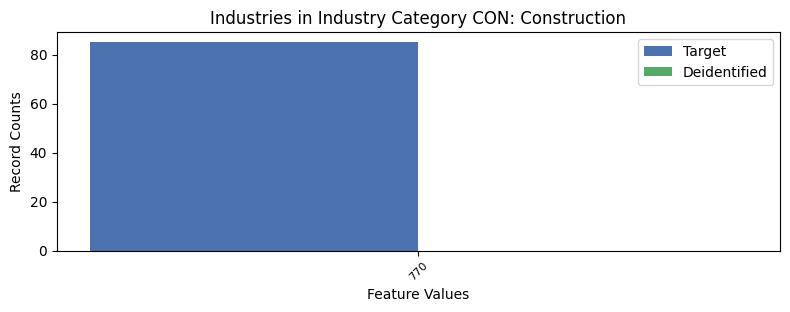 Industries in Industry Category CON: Construction
Target
Deidentified
Record Counts
80
60
40
20
0
770
Feature Values